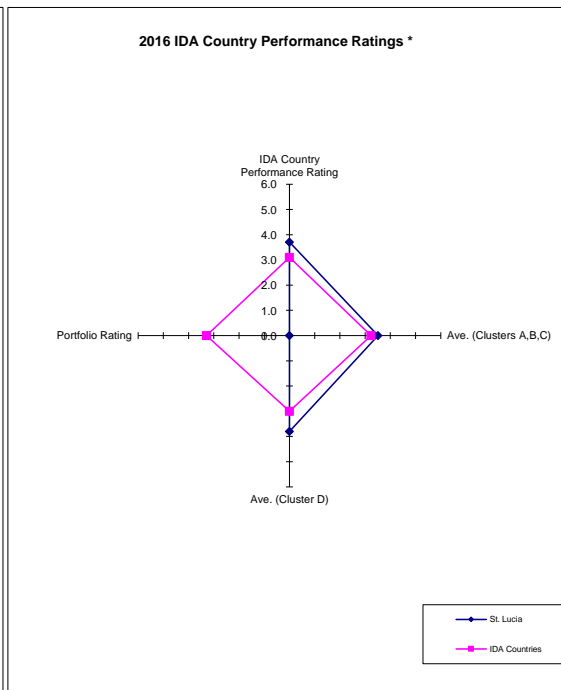 2016 IDA Country Performance Ratings *
IDA Country
Performance Rating
6.0
5.0
4.0
3.0
2.0
1.0
0.0
Portfolio Rating
Ave. (Clusters A,B,C)
Ave. (Cluster D)
St. Lucia
IDA Countries